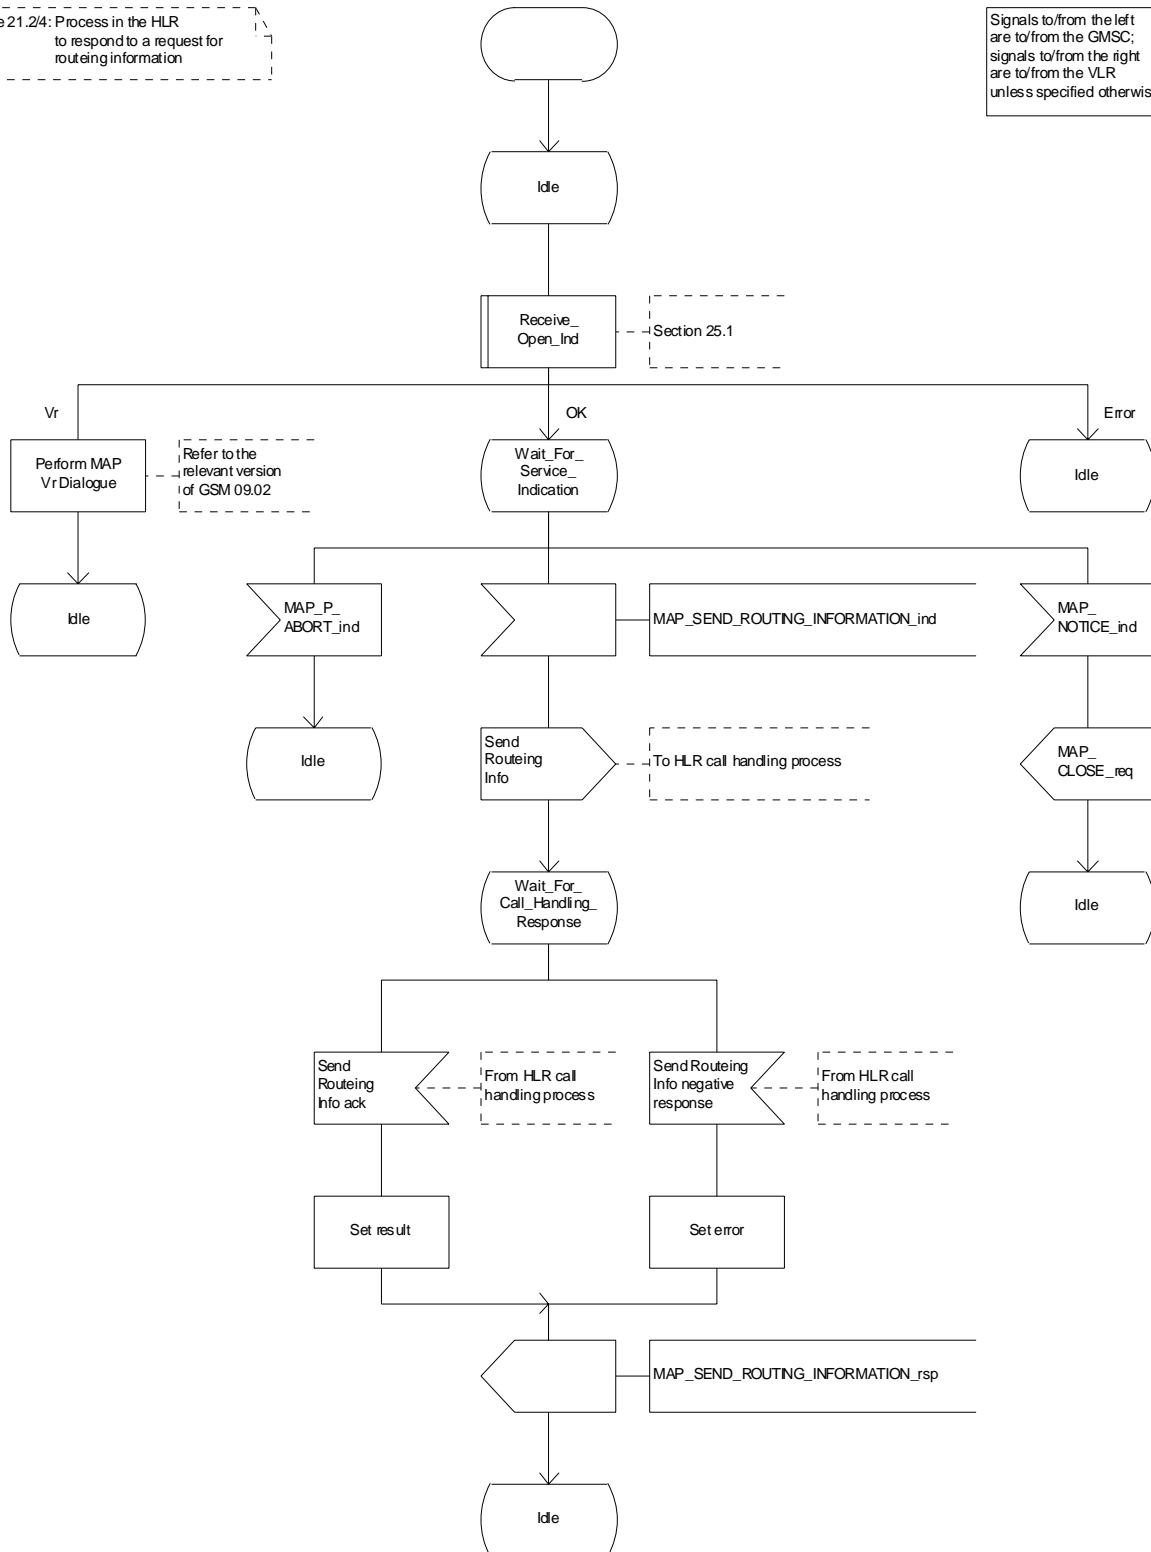 e 21.2/4: Process in the HLR
to respond to a request for
routeing information
Signals to/from the left
are to/from the GMSC;
signals to/from the right
are to/from the VLR
unless specified otherwis
Idle
Receive_
Open_Ind
Section 25.1
Vr
OK
Error
Perform MAP
Vr Dialogue
Refer to the
relevant version
of GSM 09.02
Wait_For_
Service_
Indication
Idle
Idle
MAP_P_
ABORT_ind
MAP_SEND_ROUTING_INFORMATION_ind
MAP_
NOTICE_ind
Idle
Send
Routeing
Info
To HLR call handling process
MAP_
CLOSE_req
Wait_For_
Call_Handling_
Response
Idle
Send
Routeing
Info ack
From HLR call
handling process
Send Routeing
Info negative
response
From HLR call
handling process
Set result
Set error
MAP_SEND_ROUTING_INFORMATION_rsp
Idle